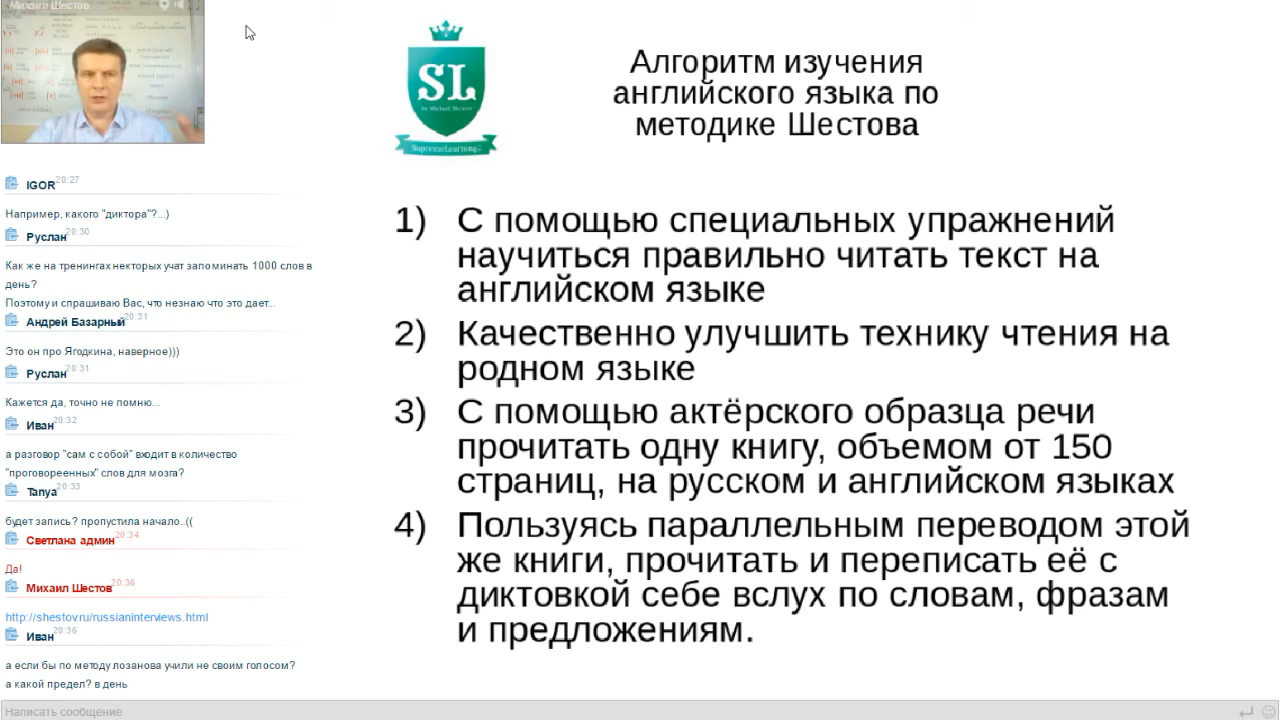 Михаил Шестов
SL
by Michael Shestov
SupremeLearning
Алгоритм изучения
английского языка по
методике Шестова
1) С помощью специальных упражнений
научиться правильно читать текст на
английском языке
2) Качественно улучшить технику чтения на
родном языке
3) С помощью актёрского образца речи
прочитать одну книгу, объемом от 150
страниц, на русском и английском языках
4) Пользуясь параллельным переводом этой
же книги, прочитать и переписать её с
диктовкой себе вслух по словам, фразам
и предложениям.
IGOR 20:27
Например, какого "диктора"?...)
Руслан 20:30
Как же на тренингах некторых учат запоминать 1000 слов в
день?
Поэтому и спрашиваю Вас, что незнаю что это дает...
Андрей Базарный 20:31
Это он про Ягодкина, наверное)))
Руслан 20:31
Кажется да, точно не помню...
Иван 20:32
а разговор "сам с собой" входит в количество
"проговореенных" слов для мозга?
Tanya 20:33
будет запись? пропустила начало..((
Светлана админ 20:34
Да!
Михаил Шестов 20:36
http://shestov.ru/russianinterviews.html
Иван 20:36
а если бы по методу лозанова учили не своим голосом?
а какой предел? в день
Написать сообщение